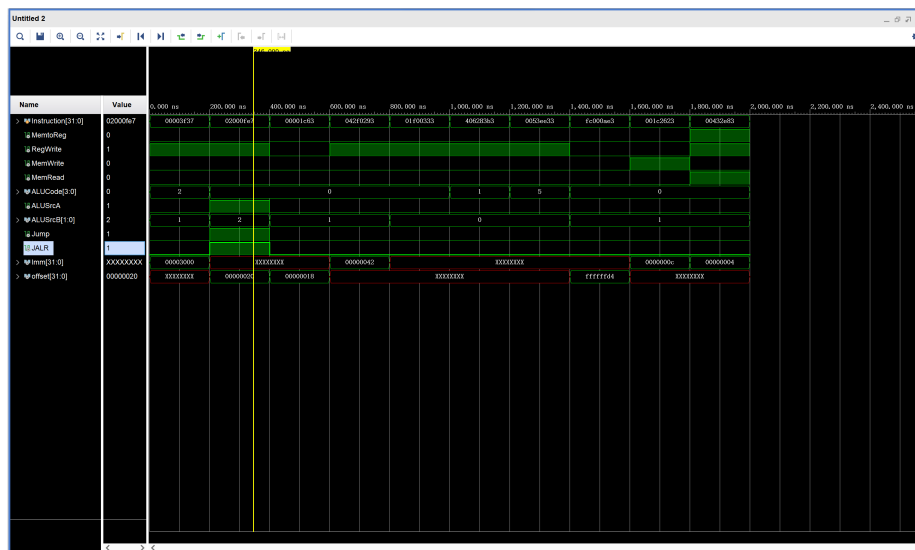 Untitled 2
346.000 ns
Name Value 0.000 ns 200.000 ns 400.000 ns 600.000 ns 800.000 ns 1,000.000 ns 1,200.000 ns 1,400.000 ns 1,600.000 ns 1,800.000 ns 2,000.000 ns 2,200.000 ns 2,400.000 ns
Instruction[31:0] 02000fe7 00003f37 02000fe7 00001c63 042f0293 01f00333 406283b3 0053ee33 fc000ae3 001c2623 00432e83
MemtoReg 0
RegWrite 1
MemWrite 0
MemRead 0
ALUCode[3:0] 0 2 0 1 5 0
ALUSrcA 1
ALUSrcB[1:0] 2 1 2 1 0 1
Jump 1
JALR 1
Imm[31:0] XXXXXXXX 00003000 XXXXXXXX 00000042 XXXXXXXX 0000000c 00000004
offset[31:0] 00000020 XXXXXXXX 00000020 00000018 XXXXXXXX ffffffd4 XXXXXXXX